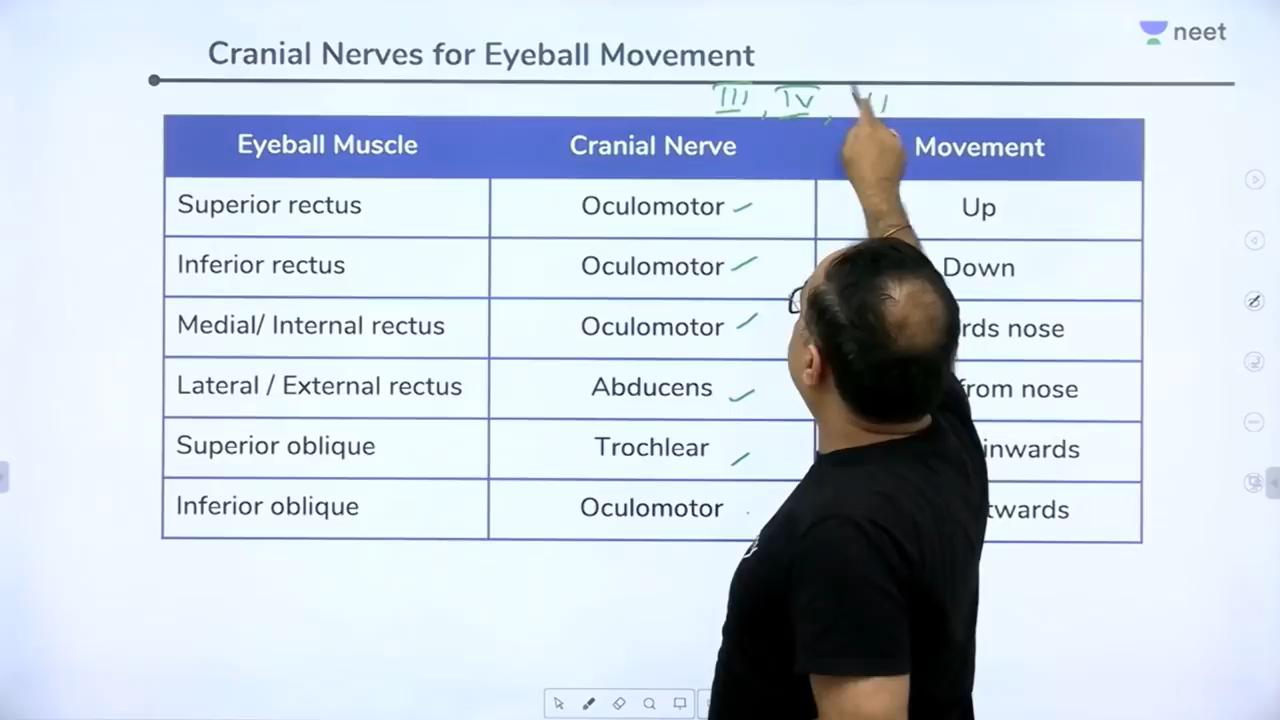 neet
Cranial Nerves for Eyeball Movement
III, IV,
Eyeball Muscle Cranial Nerve Movement
Superior rectus Oculomotor Up
Inferior rectus Oculomotor Down
Medial/ Internal rectus Oculomotor nose
Lateral / External rectus Abducens from nose
Superior oblique Trochlear inwards
Inferior oblique Oculomotor